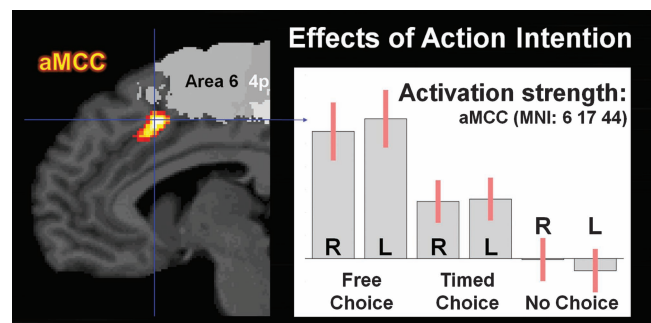 Effects of Action Intention
aMCC
Area 6
4p
Activation strength:
aMCC (MNI: 6 17 44)
R L R L R L
Free Choice
Timed Choice
No Choice